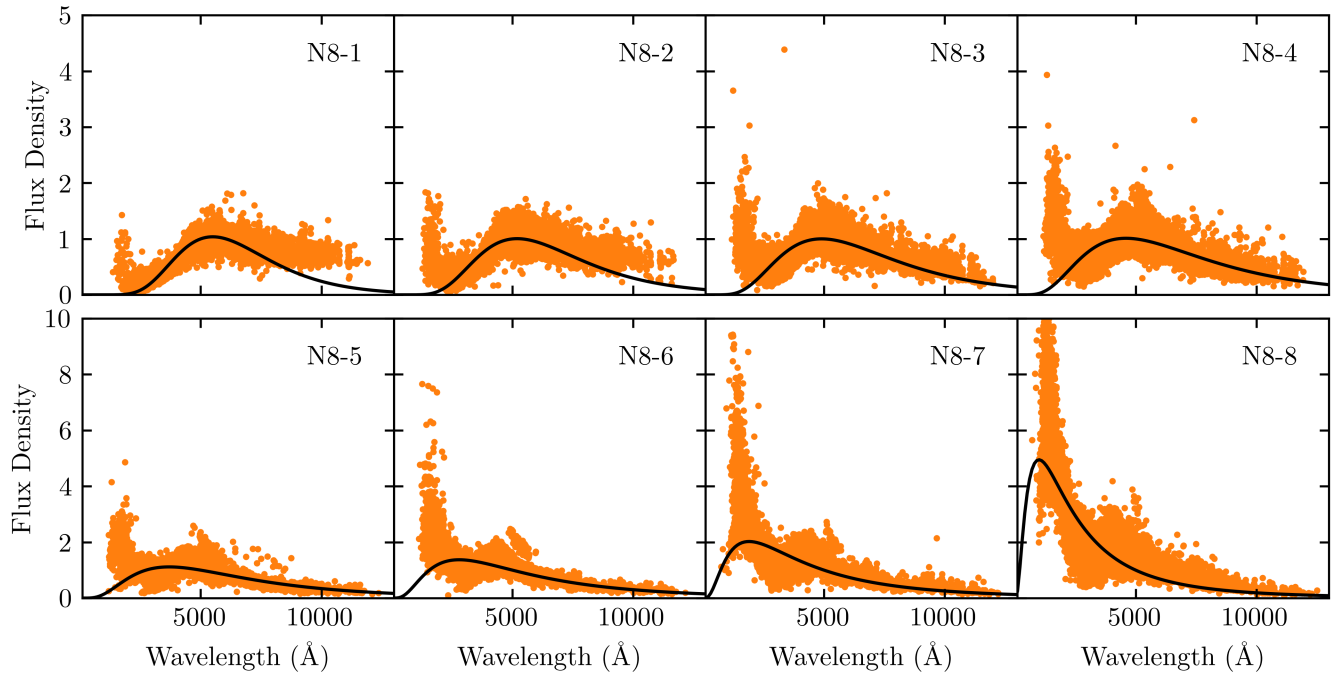 5
4
3
2
1
0
Flux Density
N8-1
N8-2
N8-3
N8-4
10
8
6
4
2
0
Flux Density
N8-5
N8-6
N8-7
N8-8
5000 10000 5000 10000 5000 10000 5000 10000
Wavelength (Å) Wavelength (Å) Wavelength (Å) Wavelength (Å)